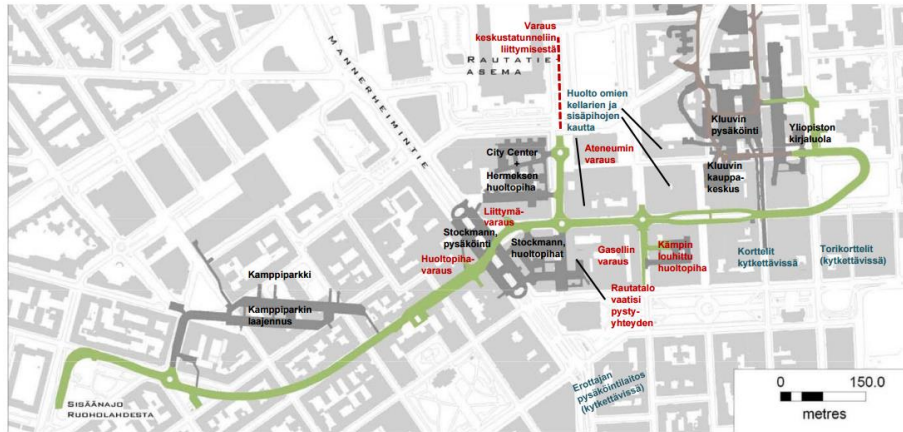 Varaus
keskustatunneliin
liittymisestä
RAUTATIE-
ASEMA
MANNERHEIMINTIE
Huolto omien
kellarien ja
sisäpihojen
kautta
Kluuvin
pysäköinti
Yliopiston
kirjaluola
City Center
+
Hermeksen
huoltopiha
Ateneumin
varaus
Kluuvin
kauppa-
keskus
Liittymä-
varaus
Stockmann,
pysäköinti
Stockmann,
huoltopihat
Huoltopiha-
varaus
Gasellin
varaus
Kämpin
louhittu
huoltopiha
Korttelit
kytkettävissä
Torikorttelit
(kytkettävissä)
Kamppiparkki
Kamppiparkin
laajennus
Rautatalo
vaatisi
pysty-
yhteyden
Erottajan
pysäköintilaitos
(kytkettävissä)
SISÄÄNAJO
RUOHOLAHDESTA
0 150.0
metres